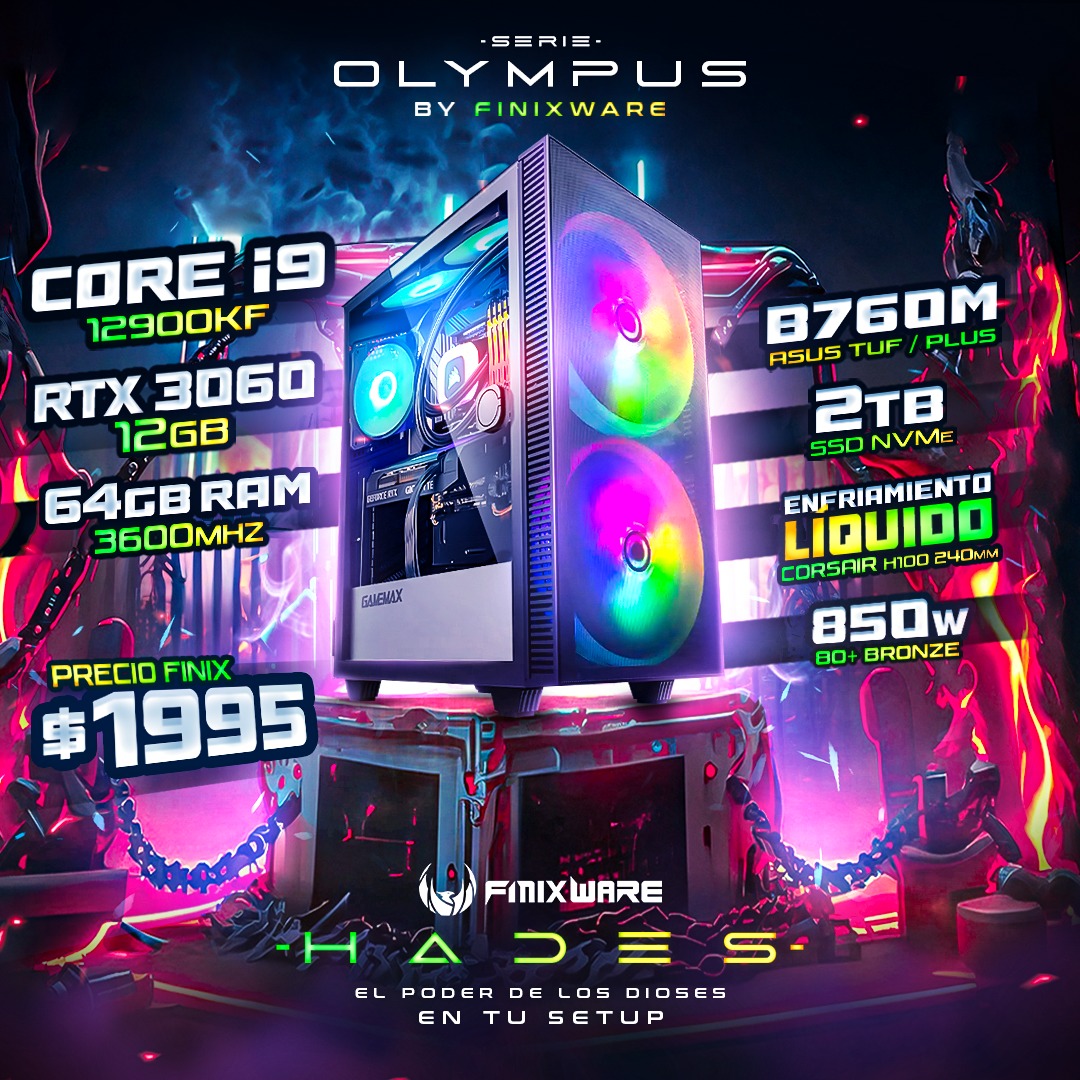 -SERIE-
OLYMPUS
BY FINIXWARE
CORE i9
12900KF
RTX 3060
12GB
64GB RAM
3600MHZ
PRECIO FINIX
$1995
B760M
ASUS TUF / PLUS
2TB
SSD NVMe
ENFRIAMIENTO
LÍQUIDO
CORSAIR H100 240MM
850W
80+ BRONZE
GEFORCE RTX
GAMEMAX
FINIXWARE
-HADES-
EL PODER DE LOS DIOSES
EN TU SETUP